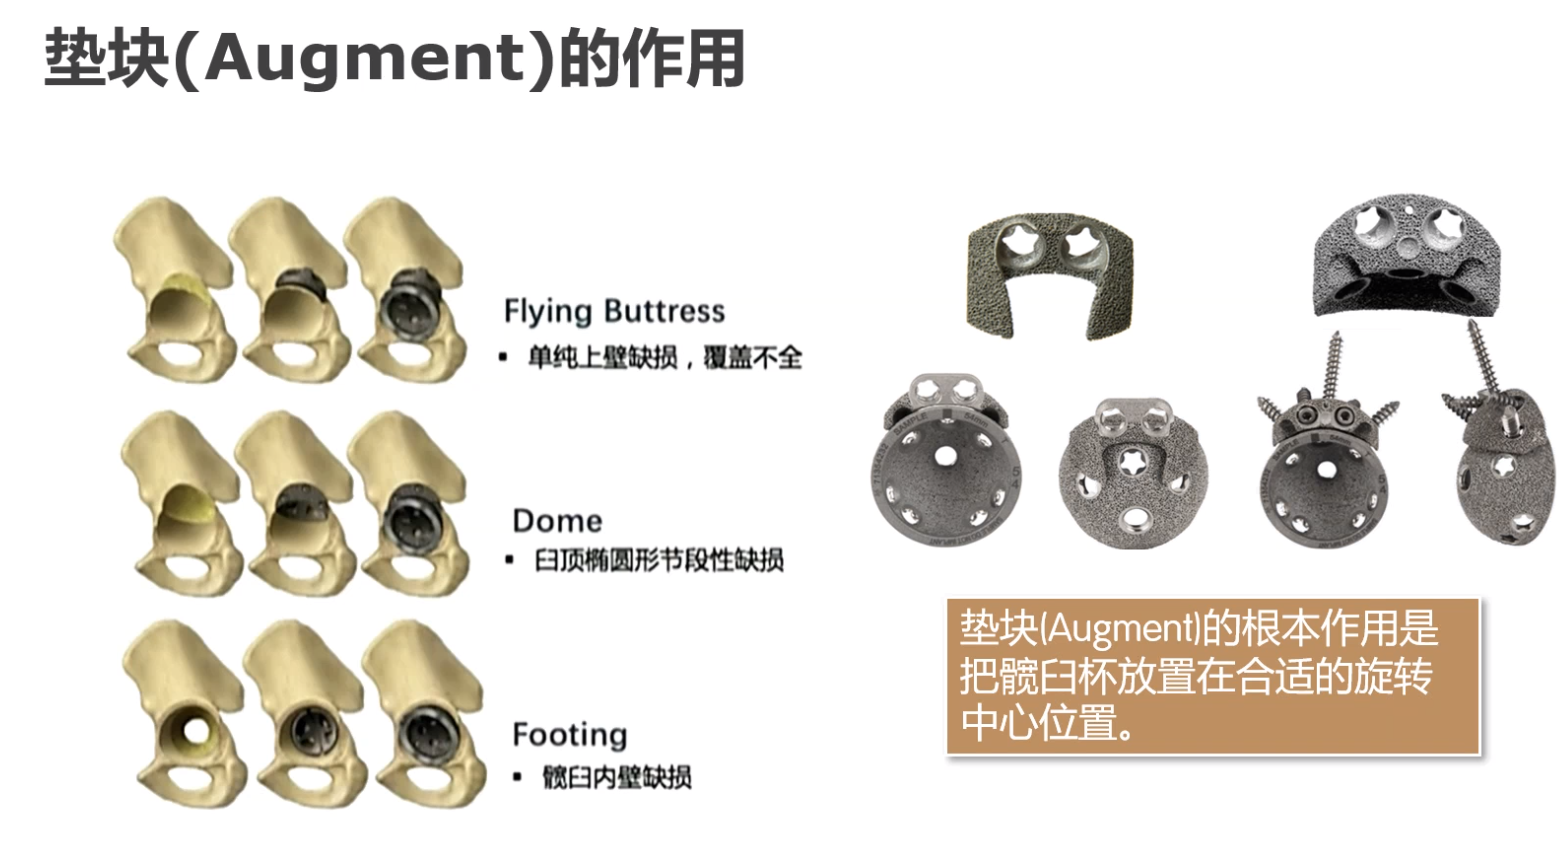 垫块(Augment)的作用
Flying Buttress
▪ 单纯上壁缺损，覆盖不全
Dome
▪ 臼顶椭圆形节段性缺损
Footing
▪ 髋臼内壁缺损
SAMPLE
54mm
垫块(Augment)的根本作用是
把髋臼杯放置在合适的旋转
中心位置。